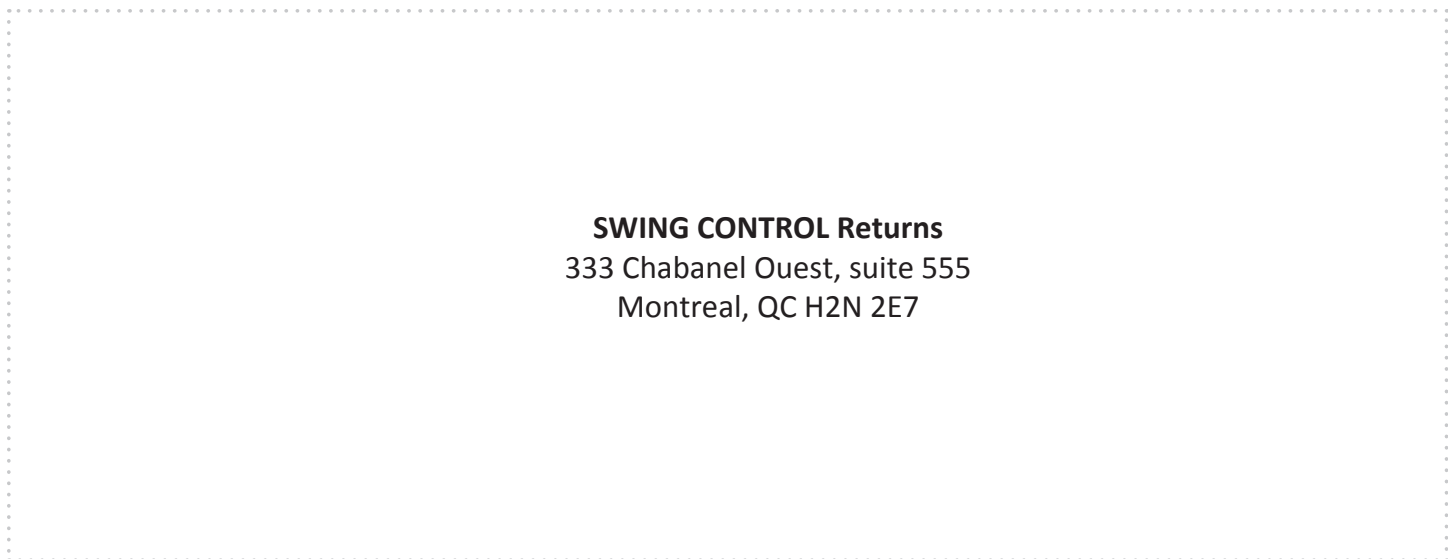 SWING CONTROL Returns
333 Chabanel Ouest, suite 555
Montreal, QC H2N 2E7